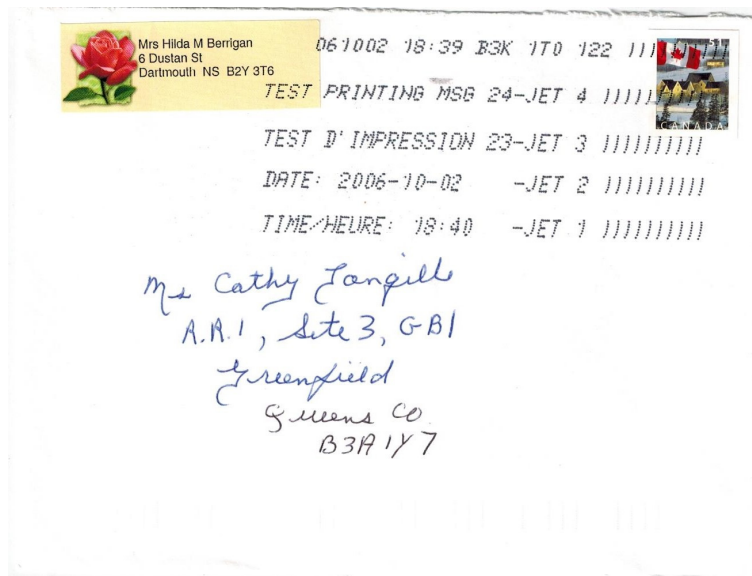 Mrs Hilda M Berrigan
6 Dustan St
Dartmouth NS B2Y 3T6
061002 18:39 B3K 1T0 122
TEST PRINTING MSG 24-JET 4
TEST D'IMPRESSION 23-JET 3
DATE: 2006-10-02 -JET 2
TIME/HEURE: 18:40 -JET 1
51
CANADA
Ms Cathy Langille
R.R.1, Site 3, GB1
Greenfield
Queens Co
B3A 1Y7